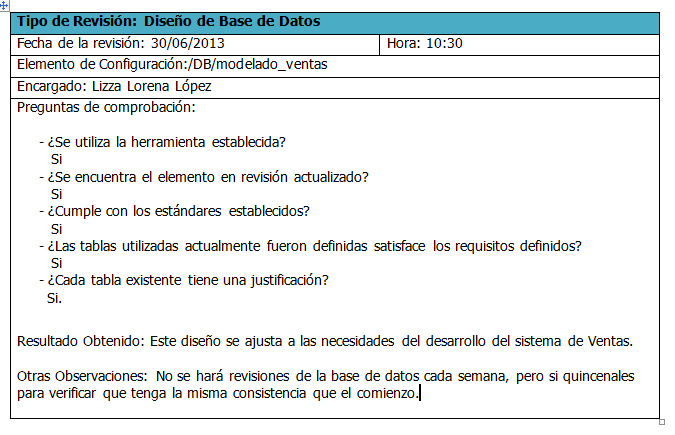 Tipo de Revisión: Diseño de Base de Datos
Fecha de la revisión: 30/06/2013 Hora: 10:30
Elemento de Configuración:/DB/modelado_ventas
Encargado: Lizza Lorena López
Preguntas de comprobación:
- ¿Se utiliza la herramienta establecida?
Si
- ¿Se encuentra el elemento en revisión actualizado?
Si
- ¿Cumple con los estándares establecidos?
Si
- ¿Las tablas utilizadas actualmente fueron definidas satisface los requisitos definidos?
Si
- ¿Cada tabla existente tiene una justificación?
Si.
Resultado Obtenido: Este diseño se ajusta a las necesidades del desarrollo del sistema de Ventas.
Otras Observaciones: No se hará revisiones de la base de datos cada semana, pero si quincenales
para verificar que tenga la misma consistencia que el comienzo.